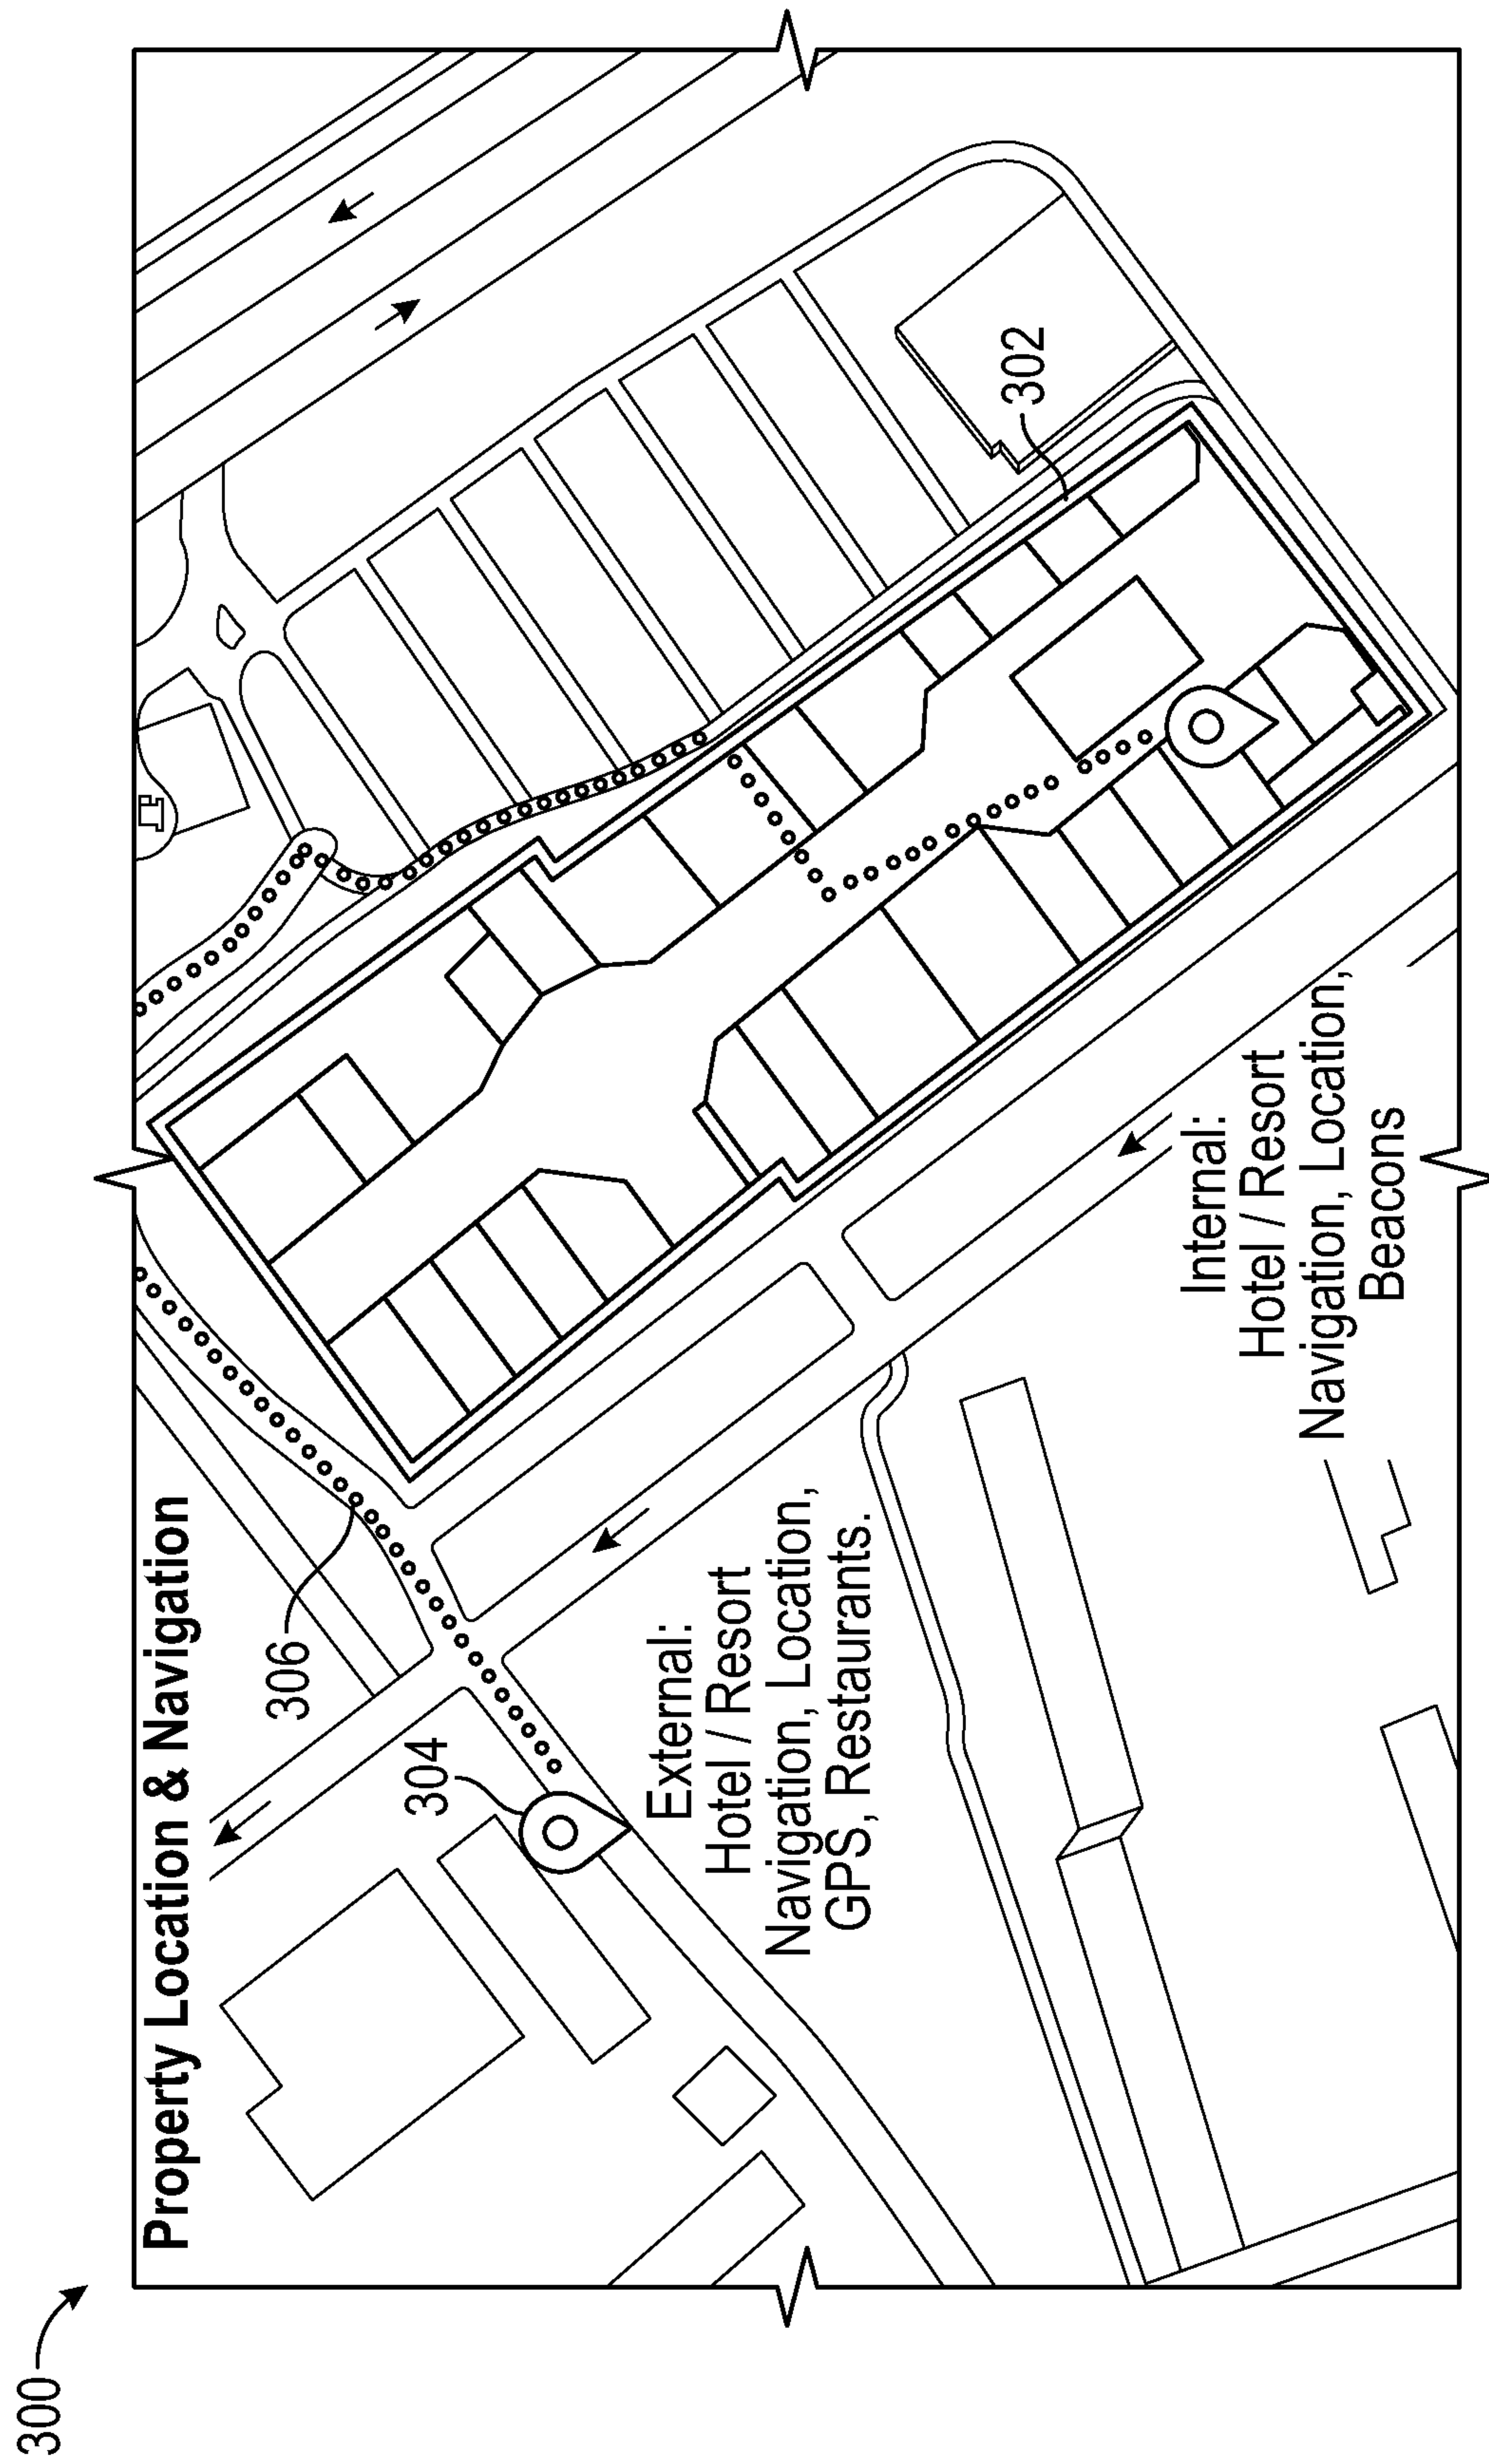 300
Property Location & Navigation
306
304
External:
Hotel / Resort
Navigation, Location,
GPS, Restaurants.
302
Internal:
Hotel / Resort
Navigation, Location,
Beacons